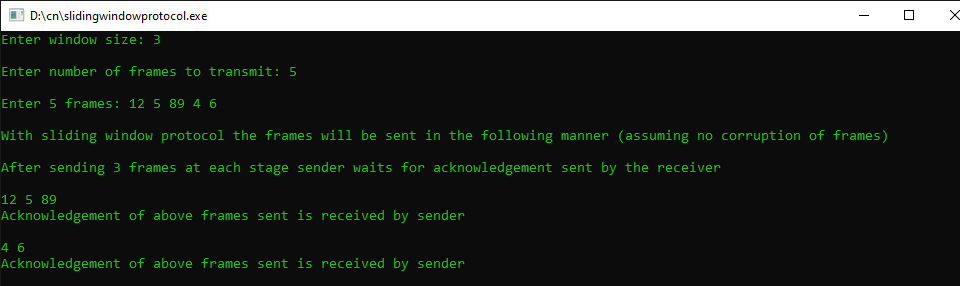 D:\cn\slidingwindowprotocol.exe
Enter window size: 3
Enter number of frames to transmit: 5
Enter 5 frames: 12 5 89 4 6
With sliding window protocol the frames will be sent in the following manner (assuming no corruption of frames)
After sending 3 frames at each stage sender waits for acknowledgement sent by the receiver
12 5 89
Acknowledgement of above frames sent is received by sender
4 6
Acknowledgement of above frames sent is received by sender